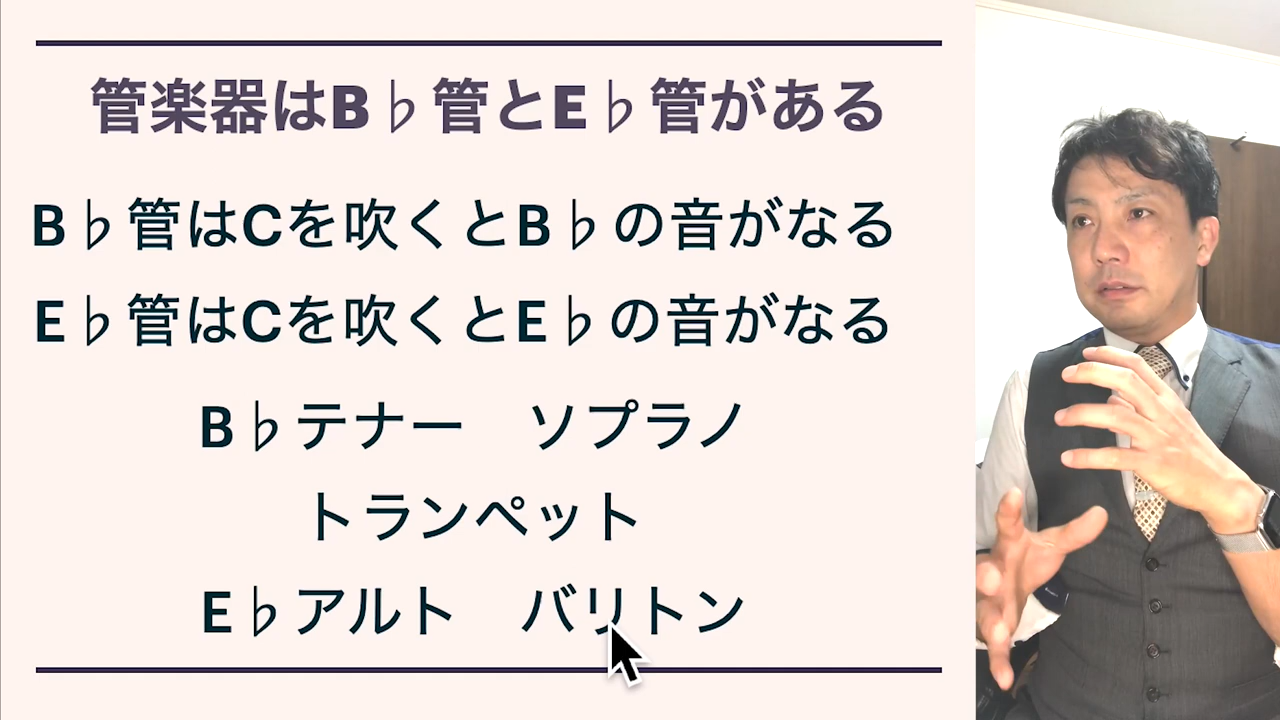 管楽器はB♭管とE♭管がある
B♭管はCを吹くとB♭の音がなる
E♭管はCを吹くとE♭の音がなる
B♭テナー　ソプラノ
トランペット
E♭アルト　バリトン